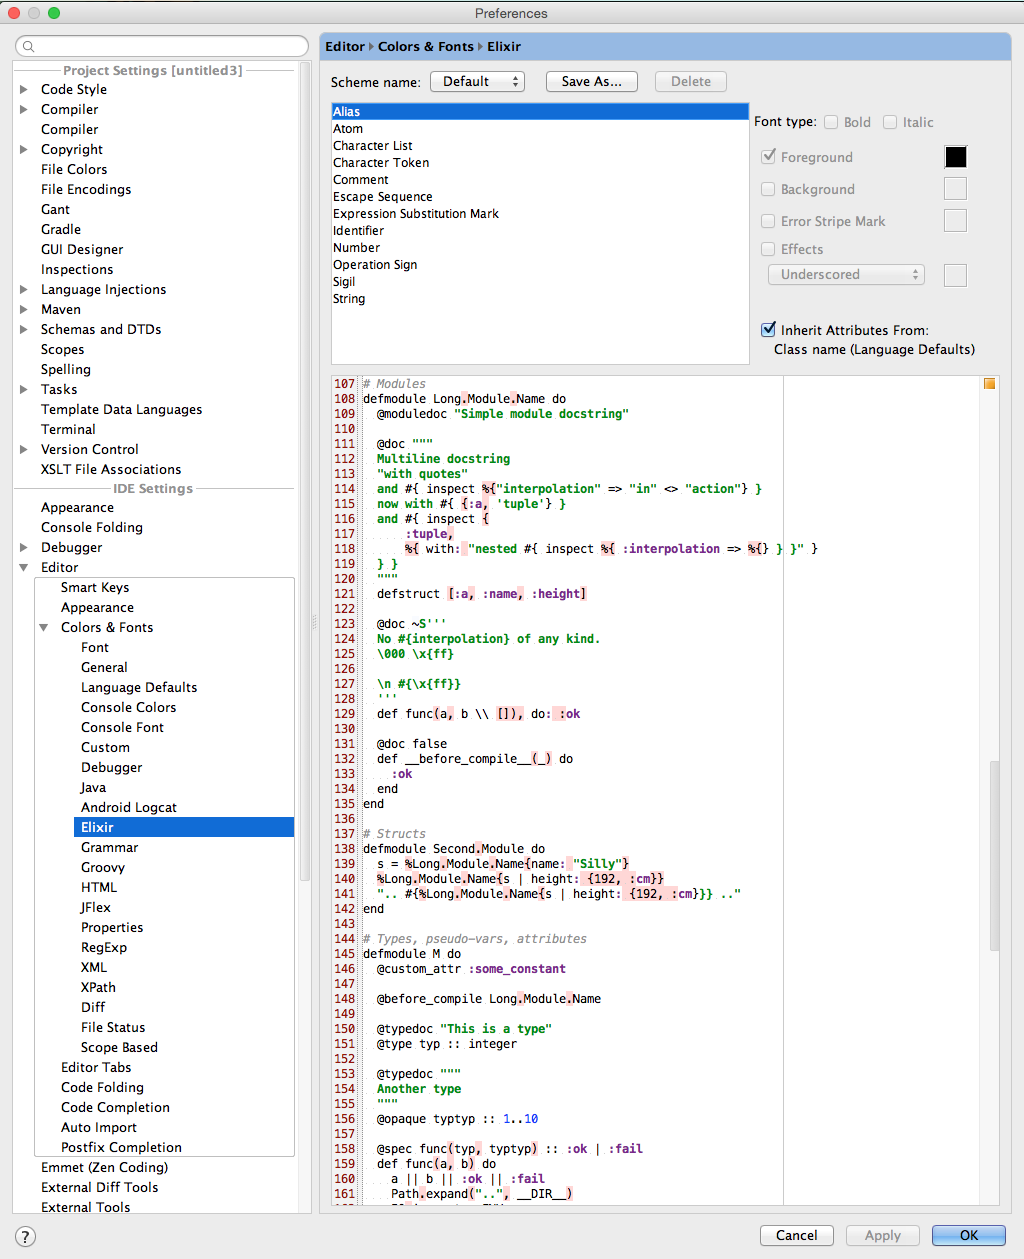 Preferences
Project Settings [untitled3]
Code Style
Compiler
Compiler
Copyright
File Colors
File Encodings
Gant
Gradle
GUI Designer
Inspections
Language Injections
Maven
Schemas and DTDs
Scopes
Spelling
Tasks
Template Data Languages
Terminal
Version Control
XSLT File Associations
IDE Settings
Appearance
Console Folding
Debugger
Editor
Smart Keys
Appearance
Colors & Fonts
Font
General
Language Defaults
Console Colors
Console Font
Custom
Debugger
Java
Android Logcat
Elixir
Grammar
Groovy
HTML
JFlex
Properties
RegExp
XML
XPath
Diff
File Status
Scope Based
Editor Tabs
Code Folding
Code Completion
Auto Import
Postfix Completion
Emmet (Zen Coding)
External Diff Tools
External Tools
Editor › Colors & Fonts › Elixir
Scheme name: Default Save As... Delete
Alias
Atom
Character List
Character Token
Comment
Escape Sequence
Expression Substitution Mark
Identifier
Number
Operation Sign
Sigil
String
Font type: Bold Italic
Foreground
Background
Error Stripe Mark
Effects
Underscored
Inherit Attributes From:
Class name (Language Defaults)
107 # Modules
108 defmodule Long.Module.Name do
109   @moduledoc "Simple module docstring"
110
111   @doc """
112   Multiline docstring
113   "with quotes"
114   and #{ inspect %{"interpolation" => "in" <> "action"} }
115   now with #{ {:a, 'tuple'} }
116   and #{ inspect {
117       :tuple,
118       %{ with: "nested #{ inspect %{ :interpolation => %{} } }" }
119   } }
120   """
121   defstruct [:a, :name, :height]
122
123   @doc ~S'''
124   No #{interpolation} of any kind.
125   \000 \x{ff}
126
127   \n #{\x{ff}}
128   '''
129   def func(a, b \\ []), do: :ok
130
131   @doc false
132   def __before_compile__(_) do
133     :ok
134   end
135 end
136
137 # Structs
138 defmodule Second.Module do
139   s = %Long.Module.Name{name: "Silly"}
140   %Long.Module.Name{s | height: {192, :cm}}
141   ".. #{%Long.Module.Name{s | height: {192, :cm}}} .."
142 end
143
144 # Types, pseudo-vars, attributes
145 defmodule M do
146   @custom_attr :some_constant
147
148   @before_compile Long.Module.Name
149
150   @typedoc "This is a type"
151   @type typ :: integer
152
153   @typedoc """
154   Another type
155   """
156   @opaque typtyp :: 1..10
157
158   @spec func(typ, typtyp) :: :ok | :fail
159   def func(a, b) do
160     a || b || :ok || :fail
161     Path.expand("..", __DIR__)
? Cancel Apply OK